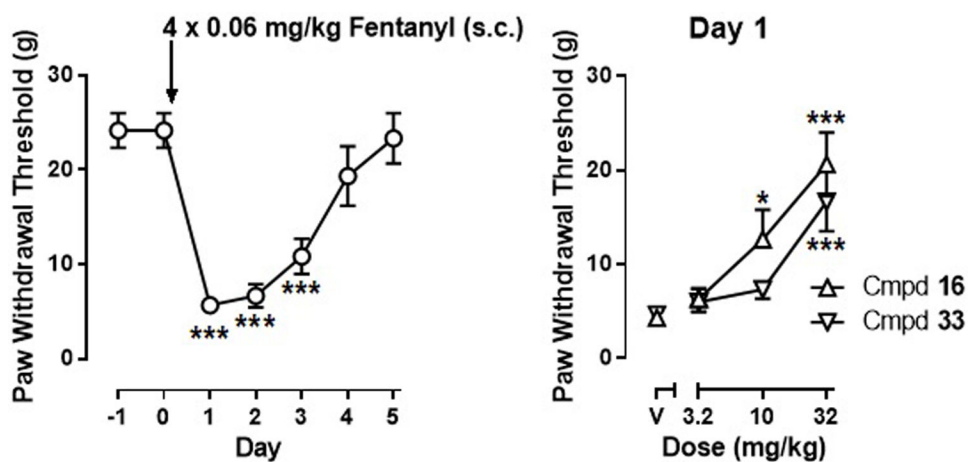 4 x 0.06 mg/kg Fentanyl (s.c.)
Paw Withdrawal Threshold (g)
30
20
10
0
***
***
***
-1 0 1 2 3 4 5
Day
Day 1
Paw Withdrawal Threshold (g)
30
20
10
0
***
*
***
Cmpd 16
Cmpd 33
V 3.2 10 32
Dose (mg/kg)